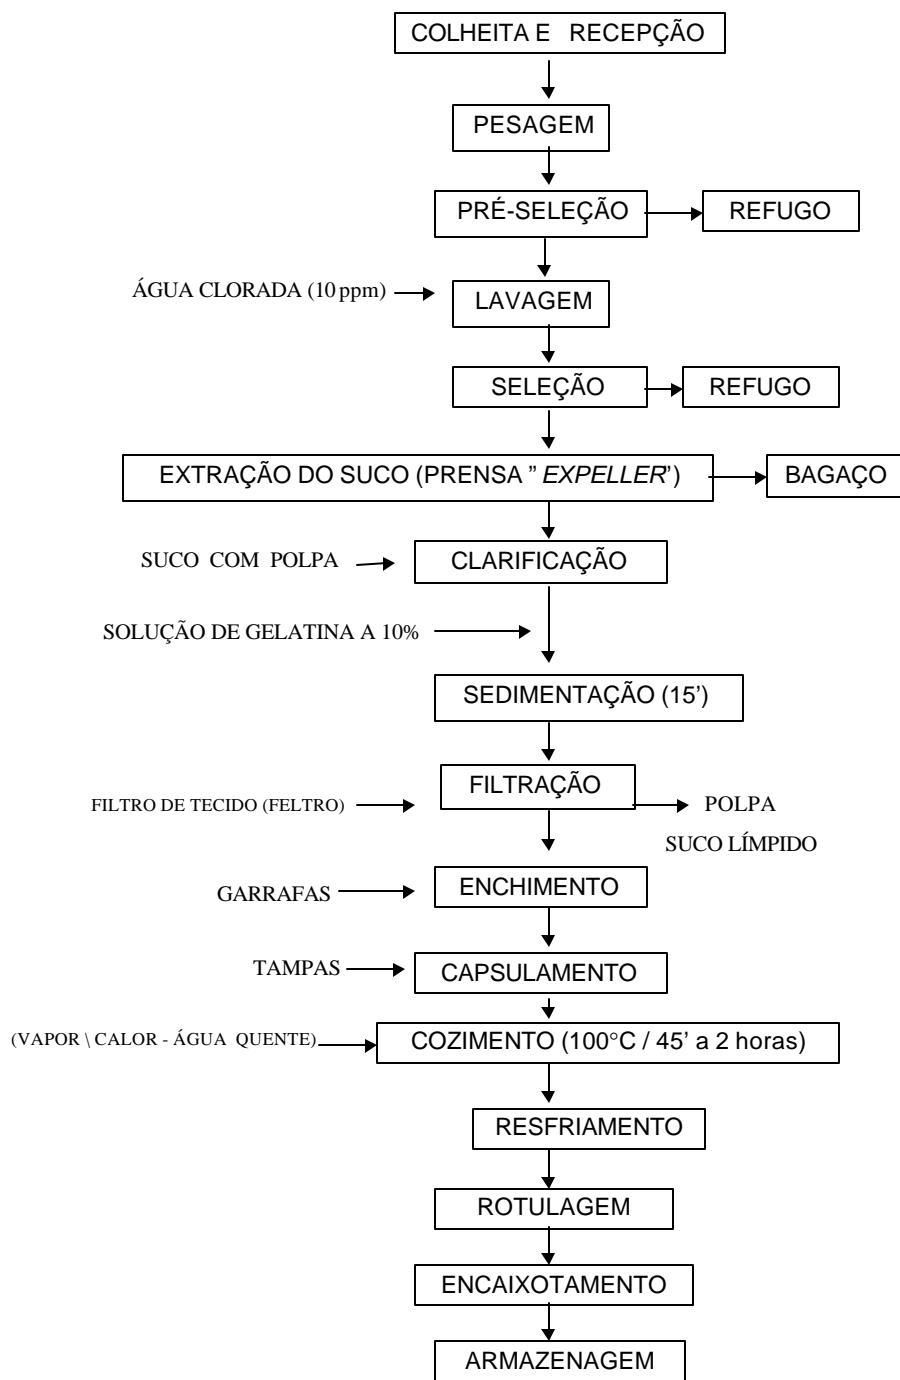 COLHEITA E RECEPÇÃO
PESAGEM
PRÉ-SELEÇÃO
REFUGO
ÁGUA CLORADA (10 ppm)
LAVAGEM
SELEÇÃO
REFUGO
EXTRAÇÃO DO SUCO (PRENSA " EXPELLER")
BAGAÇO
SUCO COM POLPA
CLARIFICAÇÃO
SOLUÇÃO DE GELATINA A 10%
SEDIMENTAÇÃO (15')
FILTRAÇÃO
FILTRO DE TECIDO (FELTRO)
POLPA
SUCO LÍMPIDO
ENCHIMENTO
GARRAFAS
TAMPAS
CAPSULAMENTO
(VAPOR \ CALOR - ÁGUA QUENTE)
COZIMENTO (100°C / 45' a 2 horas)
RESFRIAMENTO
ROTULAGEM
ENCAIXOTAMENTO
ARMAZENAGEM